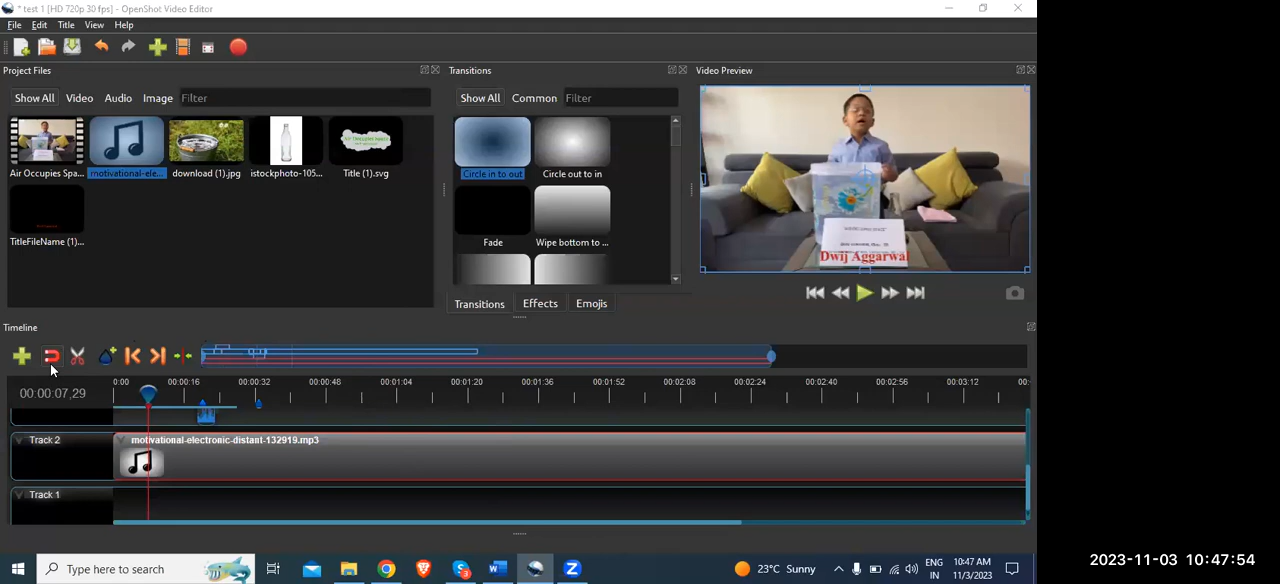 * test 1 [HD 720p 30 fps] - OpenShot Video Editor
File Edit Title View Help
Project Files
Transitions
Video Preview
Show All Video Audio Image Filter
Show All Common Filter
Air Occupies Spa...
motivational-ele...
download (1).jpg
istockphoto-105...
Title (1).svg
Circle in to out
Circle out to in
TitleFileName (1)...
Fade
Wipe bottom to ...
Dwij Aggarwal
Transitions Effects Emojis
Timeline
00:00:07,29
0:00 00:00:16 00:00:32 00:00:48 00:01:04 00:01:20 00:01:36 00:01:52 00:02:08 00:02:24 00:02:40 00:02:56 00:03:12 00:
Track 2
motivational-electronic-distant-132919.mp3
Track 1
Type here to search
23°C Sunny
ENG
IN
10:47 AM
11/3/2023
2023-11-03 10:47:54